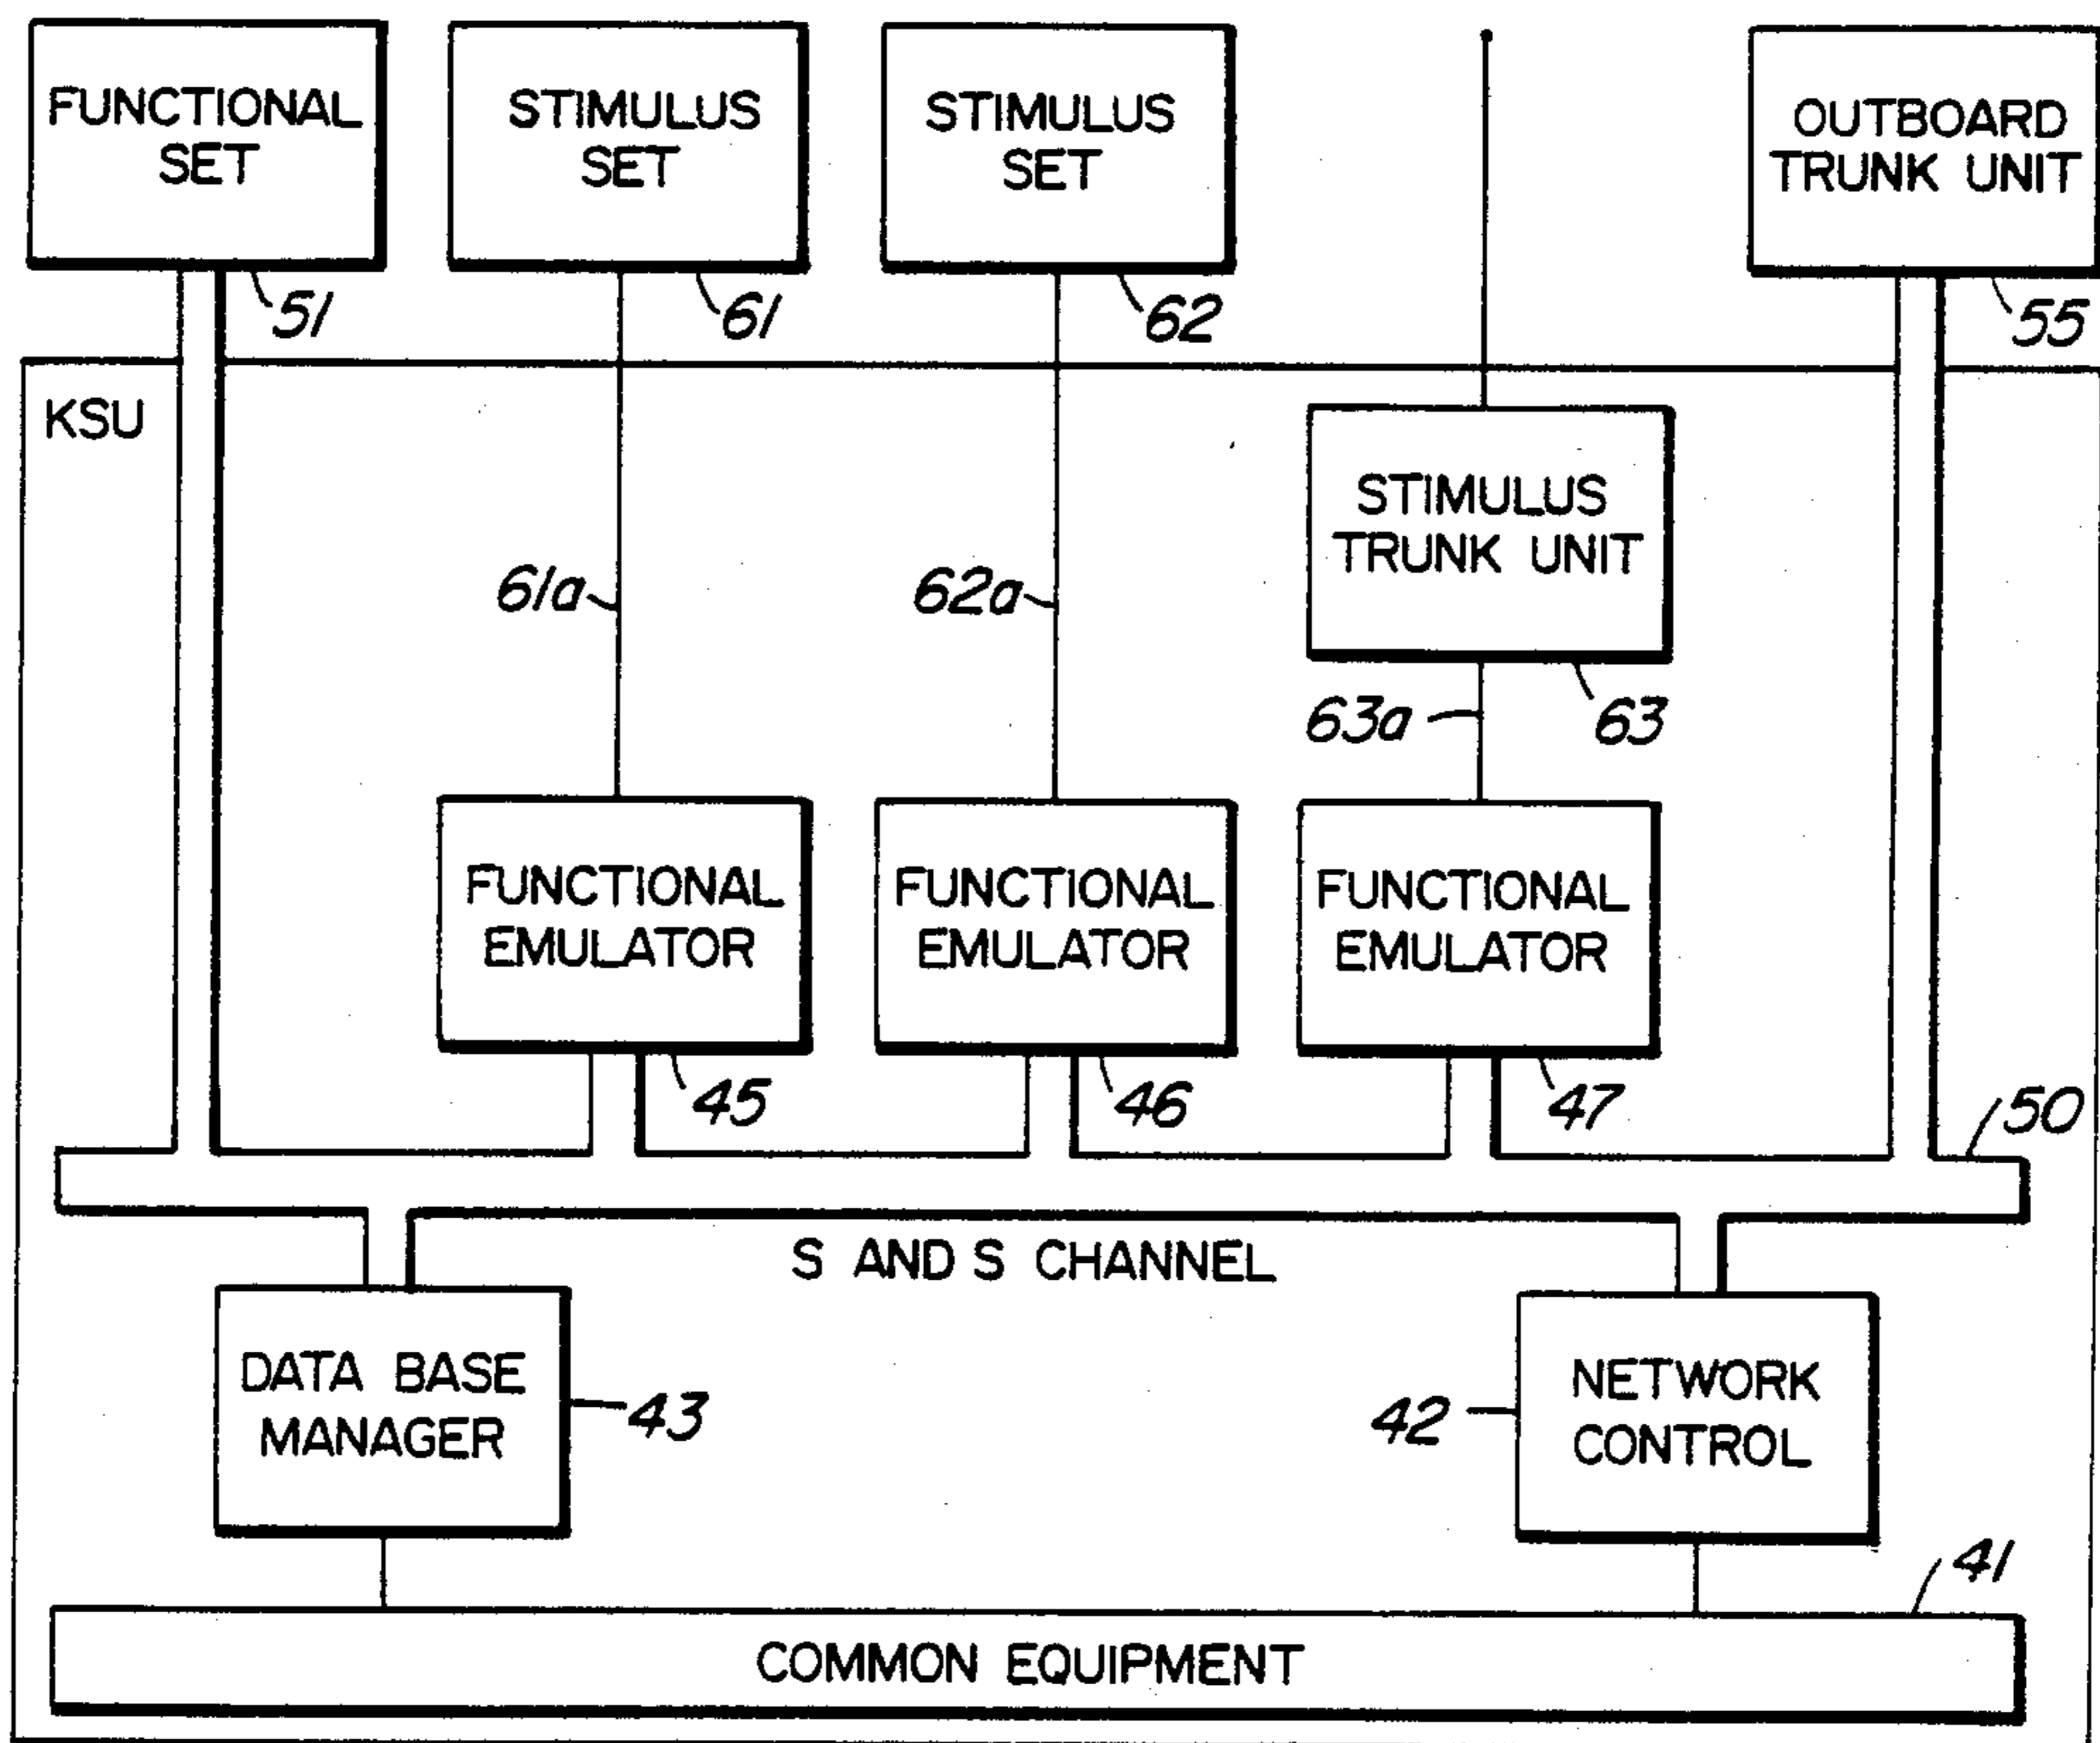 FUNCTIONAL
SET
STIMULUS
SET
STIMULUS
SET
OUTBOARD
TRUNK UNIT
51
61
62
55
KSU
STIMULUS
TRUNK UNIT
61a
62a
63a
63
FUNCTIONAL
EMULATOR
FUNCTIONAL
EMULATOR
FUNCTIONAL
EMULATOR
45
46
47
50
S AND S CHANNEL
DATA BASE
MANAGER
43
42
NETWORK
CONTROL
41
COMMON EQUIPMENT